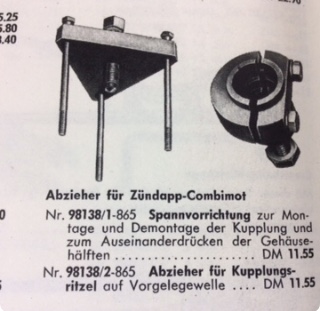 5.25
5.80
3.40
Abzieher für Zündapp-Combimot
Nr. 98138/1-865 Spannvorrichtung zur Mon-
tage und Demontage der Kupplung und
zum Auseinanderdrücken der Gehäuse-
hälften .................... DM 11.55
Nr. 98138/2-865 Abzieher für Kupplungs-
ritzel auf Vorgelegewelle .... DM 11.55